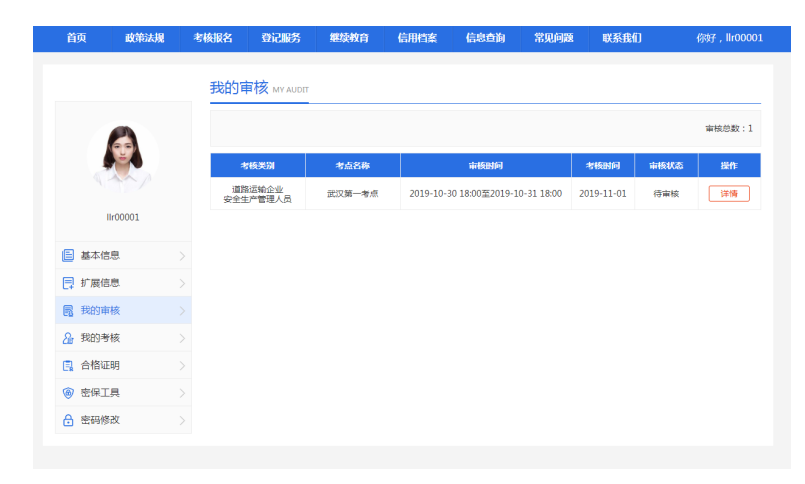 首页 政策法规 考核报名 登记服务 继续教育 信用档案 信息查询 常见问题 联系我们 你好，llr00001
我的审核 MY AUDIT
审核总数：1
考核类别 考点名称 审核时间 考核时间 审核状态 操作
道路运输企业
安全生产管理人员
武汉第一考点 2019-10-30 18:00至2019-10-31 18:00 2019-11-01 待审核 详情
llr00001
基本信息
扩展信息
我的审核
我的考核
合格证明
密保工具
密码修改